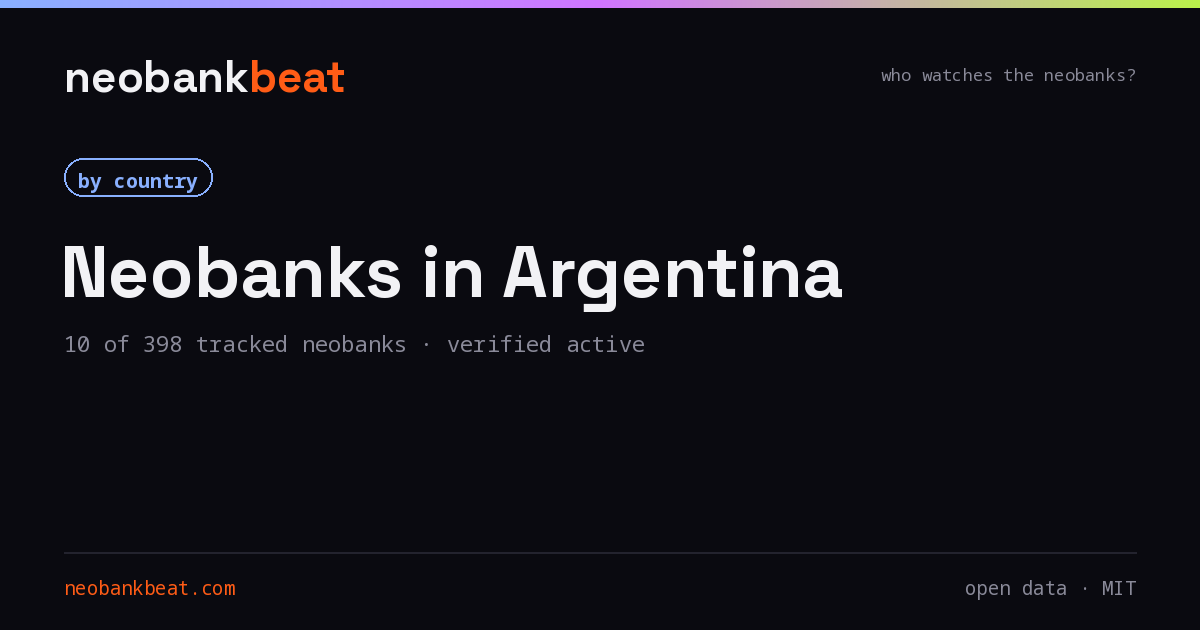 neobankbeat
who watches the neobanks?
by country
Neobanks in Argentina
10 of 398 tracked neobanks · verified active
neobankbeat.com
open data · MIT